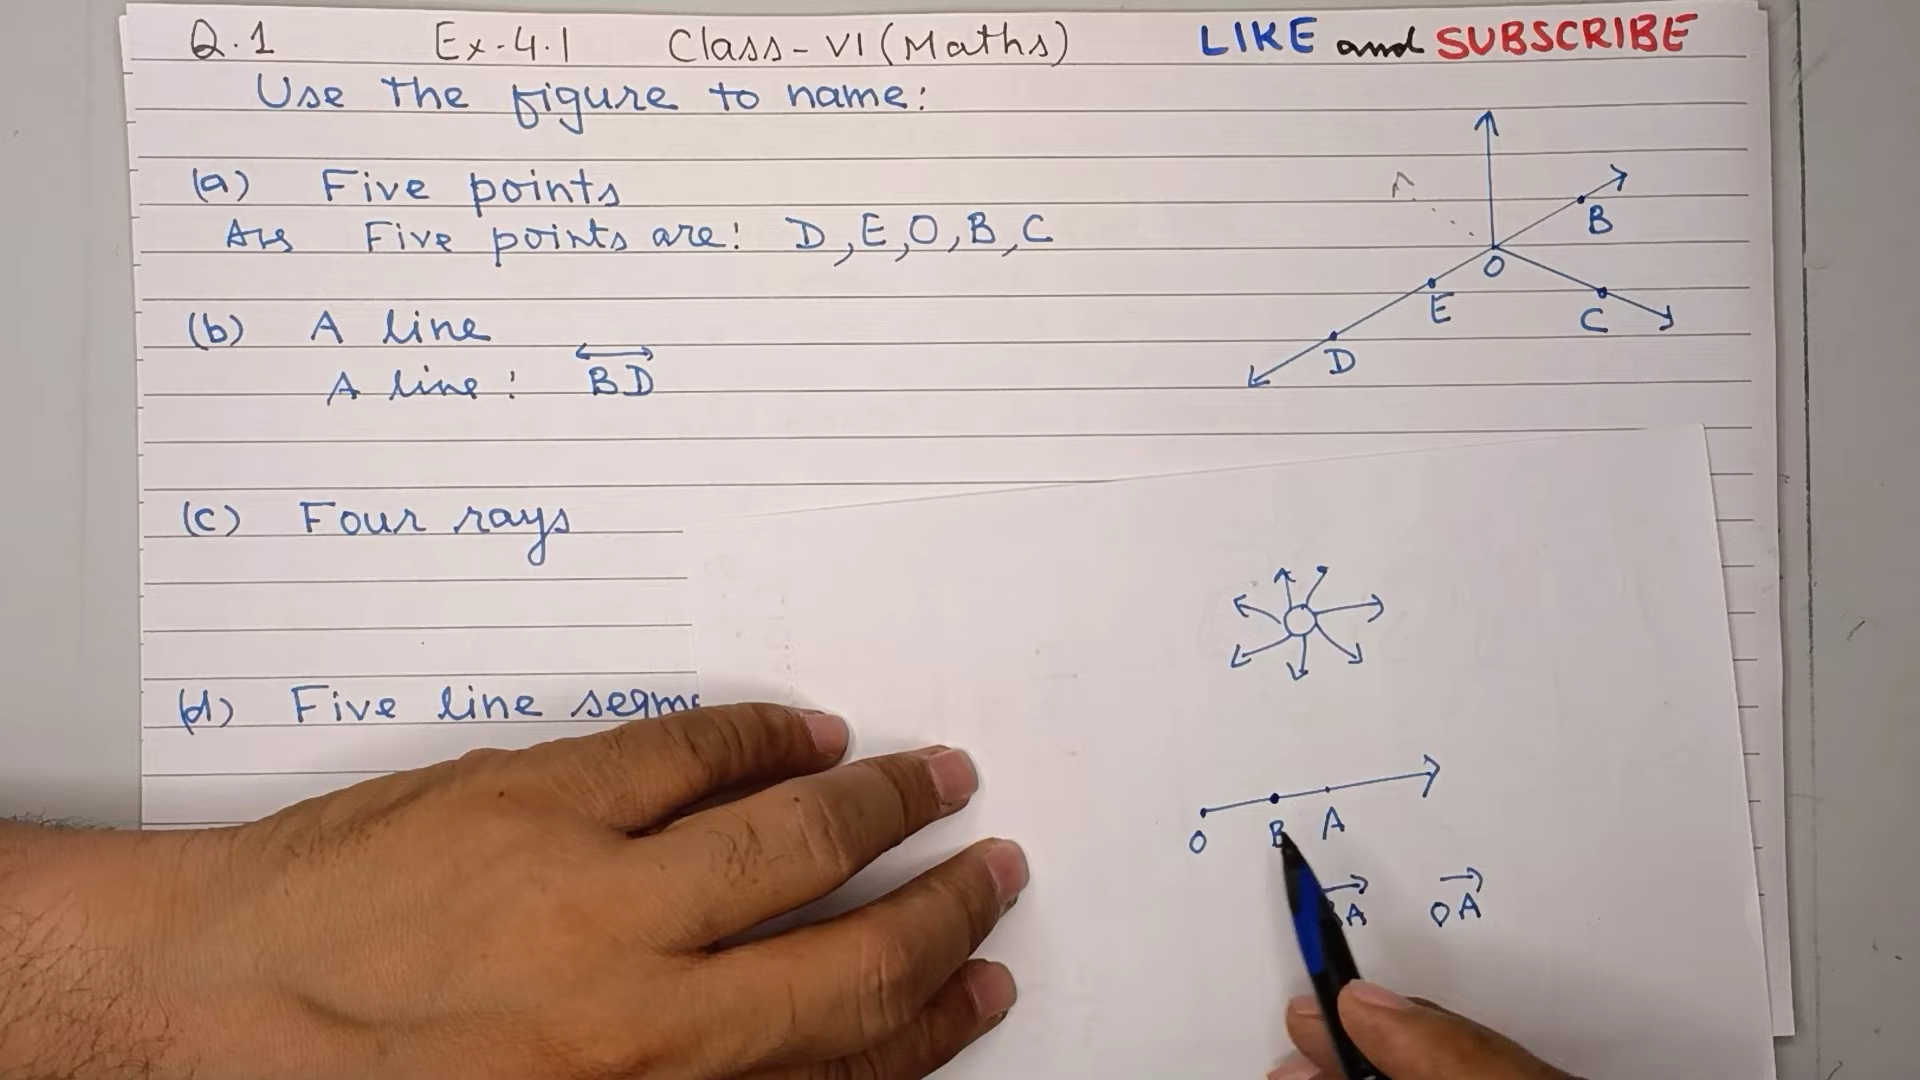 Q.1 Ex-4.1 Class-VI (Maths) LIKE and SUBSCRIBE
Use the figure to name:
(a) Five points
Ans Five points are: D, E, O, B, C
(b) A line
A line: BD
(c) Four rays
(d) Five line
B
O
E
C
D
O B A
A OA